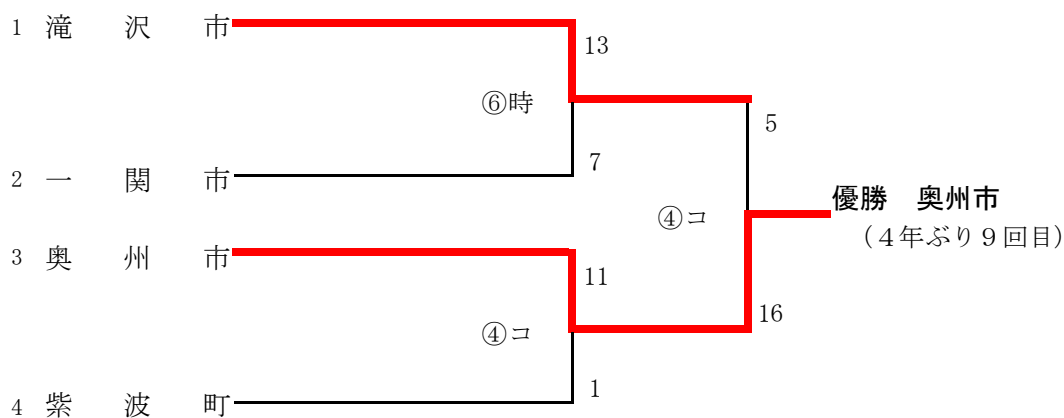 1 滝 沢 市
13
⑥時
5
7
2 一 関 市
優勝 奥州市
④コ
(4年ぶり9回目)
3 奥 州 市
11
16
④コ
1
4 紫 波 町